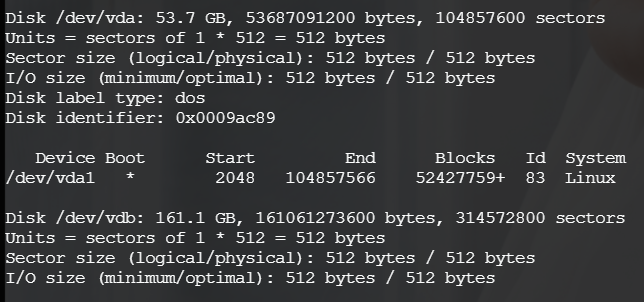 Disk /dev/vda: 53.7 GB, 53687091200 bytes, 104857600 sectors
Units = sectors of 1 * 512 = 512 bytes
Sector size (logical/physical): 512 bytes / 512 bytes
I/O size (minimum/optimal): 512 bytes / 512 bytes
Disk label type: dos
Disk identifier: 0x0009ac89
Device Boot Start End Blocks Id System
/dev/vda1 * 2048 104857566 52427759+ 83 Linux
Disk /dev/vdb: 161.1 GB, 161061273600 bytes, 314572800 sectors
Units = sectors of 1 * 512 = 512 bytes
Sector size (logical/physical): 512 bytes / 512 bytes
I/O size (minimum/optimal): 512 bytes / 512 bytes